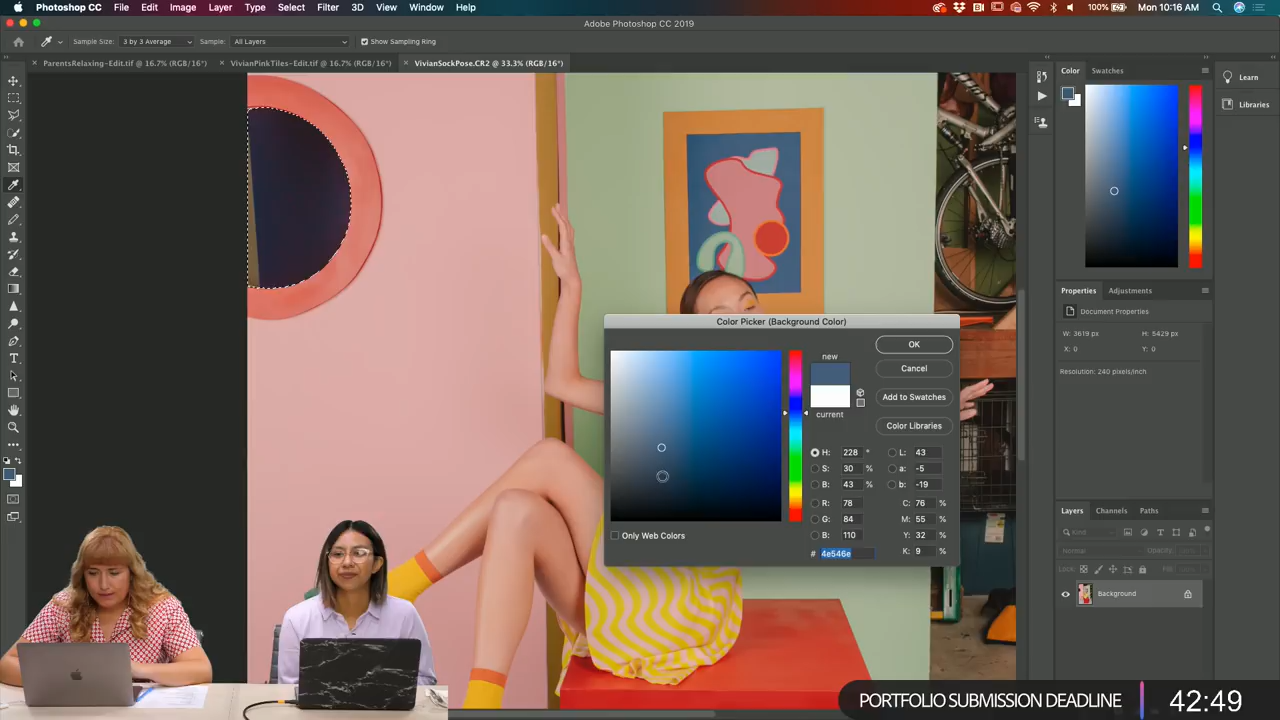 Photoshop CC File Edit Image Layer Type Select Filter 3D View Window Help 100% Mon 10:16 AM
Adobe Photoshop CC 2019
Sample Size: 3 by 3 Average Sample: All Layers Show Sampling Ring
ParentsRelaxing-Edit.tif @ 16.7% (RGB/16*) VivianPinkTiles-Edit.tif @ 16.7% (RGB/16*) VivianSockPose.CR2 @ 33.3% (RGB/16*)
Color Swatches
Learn
Libraries
Properties Adjustments
Document Properties
W: 3619 px H: 5429 px
X: 0 Y: 0
Resolution: 240 pixels/inch
Color Picker (Background Color)
new
current
OK
Cancel
Add to Swatches
Color Libraries
H: 228 ° L: 43
S: 30 % a: -5
B: 43 % b: -19
R: 78 C: 76 %
G: 84 M: 55 %
B: 110 Y: 32 %
# 4e546e K: 9 %
Only Web Colors
Layers Channels Paths
Kind
Normal Opacity:
Lock: Fill:
Background
PORTFOLIO SUBMISSION DEADLINE 42:49